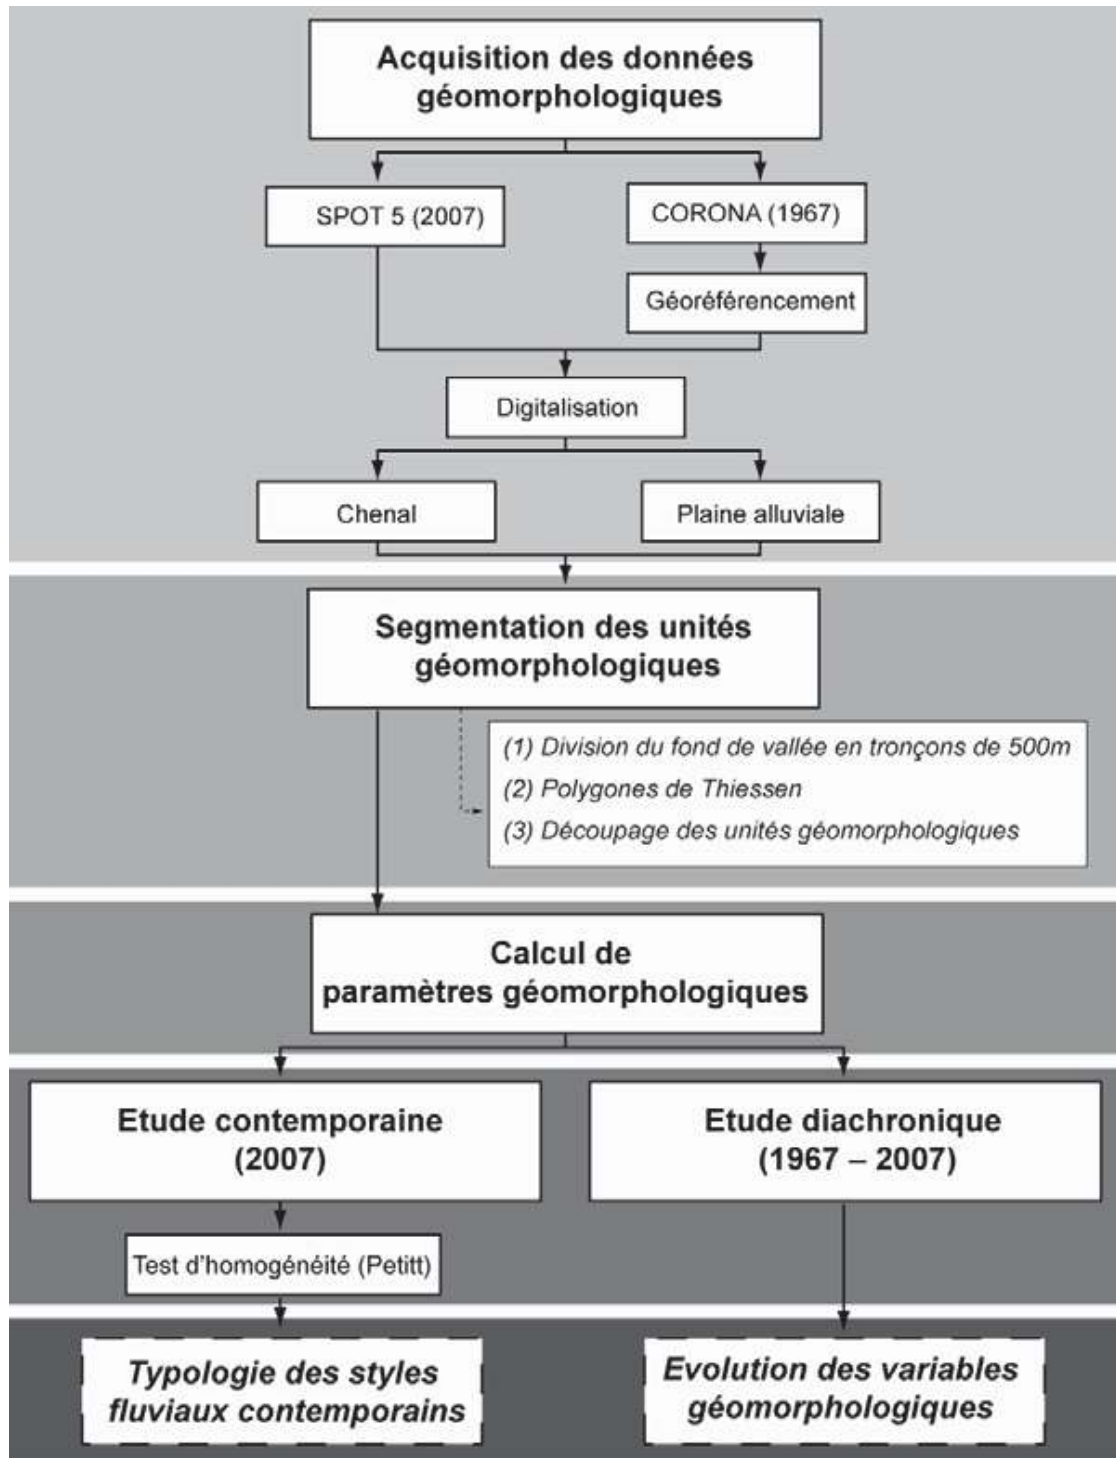 Acquisition des données
géomorphologiques
SPOT 5 (2007)
CORONA (1967)
Géoréférencement
Digitalisation
Chenal
Plaine alluviale
Segmentation des unités
géomorphologiques
(1) Division du fond de vallée en tronçons de 500m
(2) Polygones de Thiessen
(3) Découpage des unités géomorphologiques
Calcul de
paramètres géomorphologiques
Etude contemporaine
(2007)
Etude diachronique
(1967 – 2007)
Test d'homogénéité (Petitt)
Typologie des styles
fluviaux contemporains
Evolution des variables
géomorphologiques